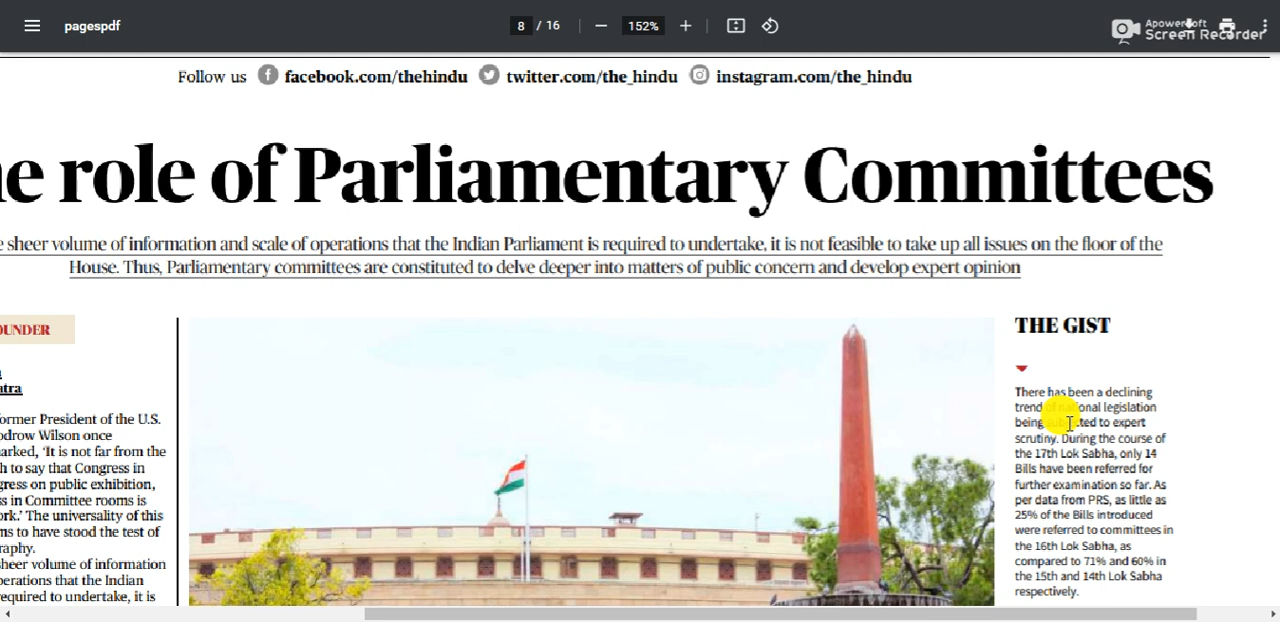 pagespdf
8 / 16
152%
Apowersoft
Screen Recorder
Follow us facebook.com/thehindu twitter.com/the_hindu instagram.com/the_hindu
e role of Parliamentary Committees
e sheer volume of information and scale of operations that the Indian Parliament is required to undertake, it is not feasible to take up all issues on the floor of the
House. Thus, Parliamentary committees are constituted to delve deeper into matters of public concern and develop expert opinion
OUNDER
atra
ormer President of the U.S.
odrow Wilson once
arked, 'It is not far from the
h to say that Congress in
gress on public exhibition,
ss in Committee rooms is
ork.' The universality of this
ns to have stood the test of
raphy.
sheer volume of information
perations that the Indian
equired to undertake, it is
THE GIST
There has been a declining
trend of national legislation
being subjected to expert
scrutiny. During the course of
the 17th Lok Sabha, only 14
Bills have been referred for
further examination so far. As
per data from PRS, as little as
25% of the Bills introduced
were referred to committees in
the 16th Lok Sabha, as
compared to 71% and 60% in
the 15th and 14th Lok Sabha
respectively.